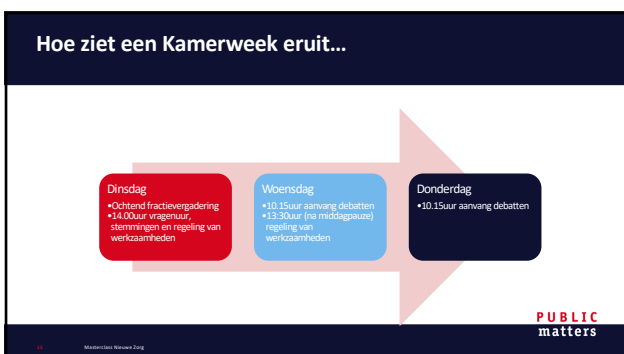 Hoe ziet een Kamerweek eruit...
Dinsdag
•Ochtend fractievergadering
•14.00uur vragenuur,
stemmingen en regeling van
werkzaamheden
Woensdag
•10.15uur aanvang debatten
•13:30uur (na middagpauze)
regeling van
werkzaamheden
Donderdag
•10.15uur aanvang debatten
PUBLIC
matters
Masterclass Nieuwe Zorg